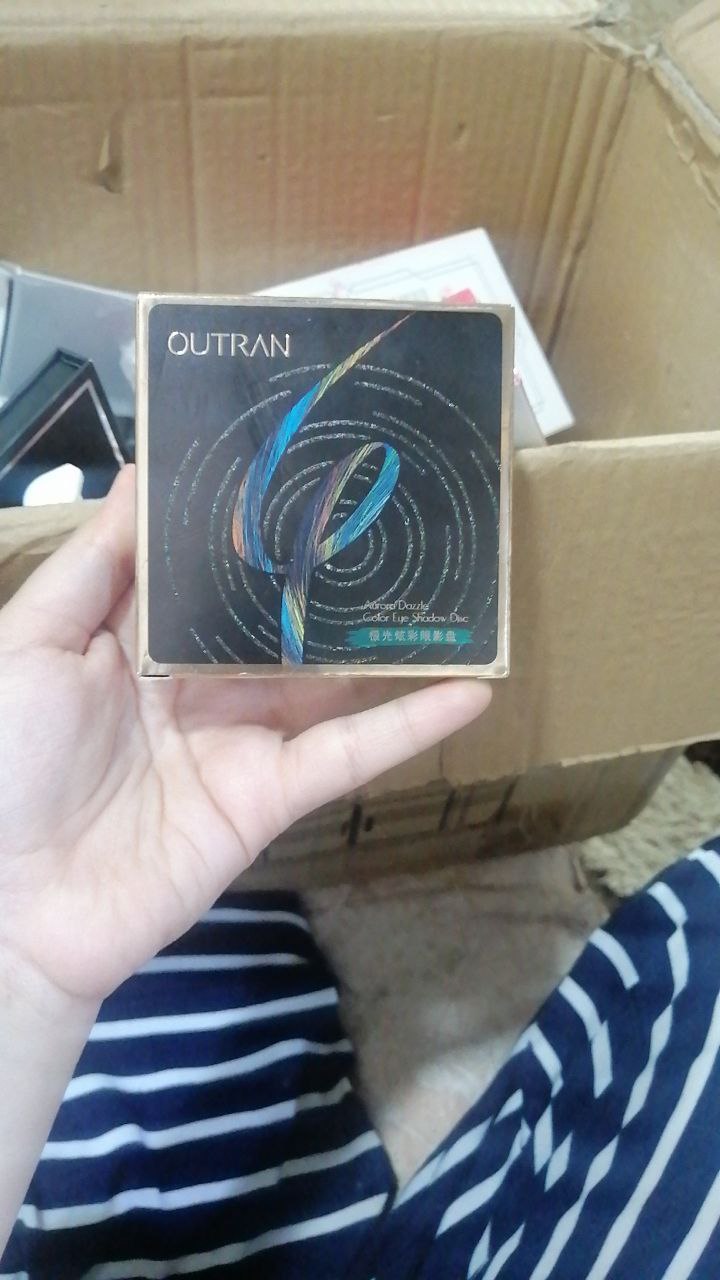 OUTRAN
Aurora Dazzle
Color Eye Shadow Disc
极光炫彩眼影盘